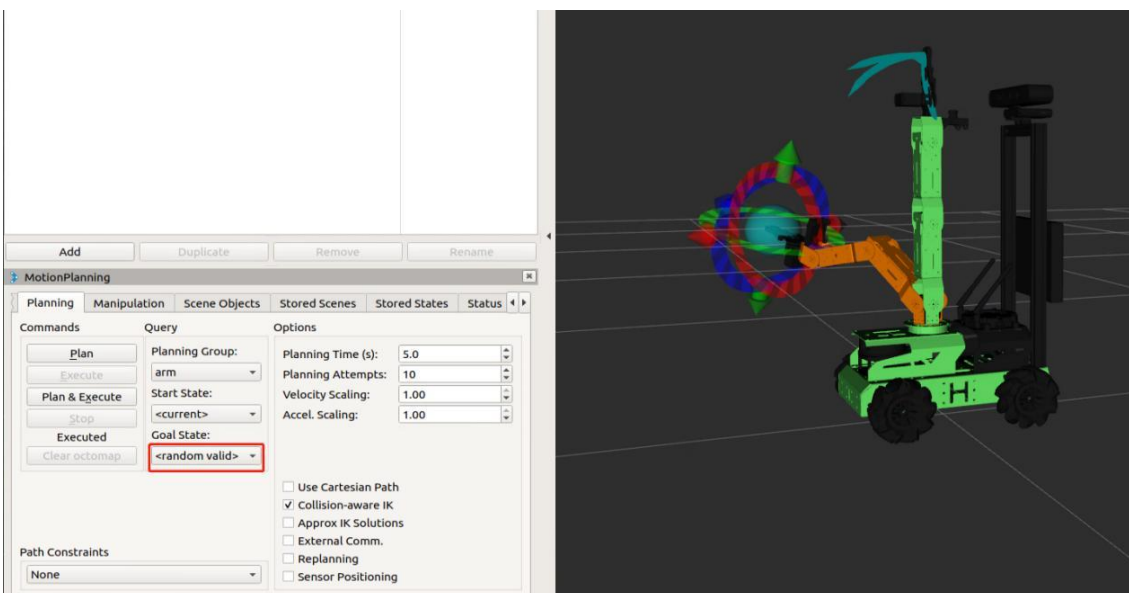 Add Duplicate Remove Rename
MotionPlanning
Planning Manipulation Scene Objects Stored Scenes Stored States Status
Commands Query Options
Plan
Execute
Plan & Execute
Stop
Executed
Clear octomap
Planning Group:
arm
Start State:
<current>
Goal State:
<random valid>
Planning Time (s): 5.0
Planning Attempts: 10
Velocity Scaling: 1.00
Accel. Scaling: 1.00
Use Cartesian Path
Collision-aware IK
Approx IK Solutions
External Comm.
Replanning
Sensor Positioning
Path Constraints
None
H